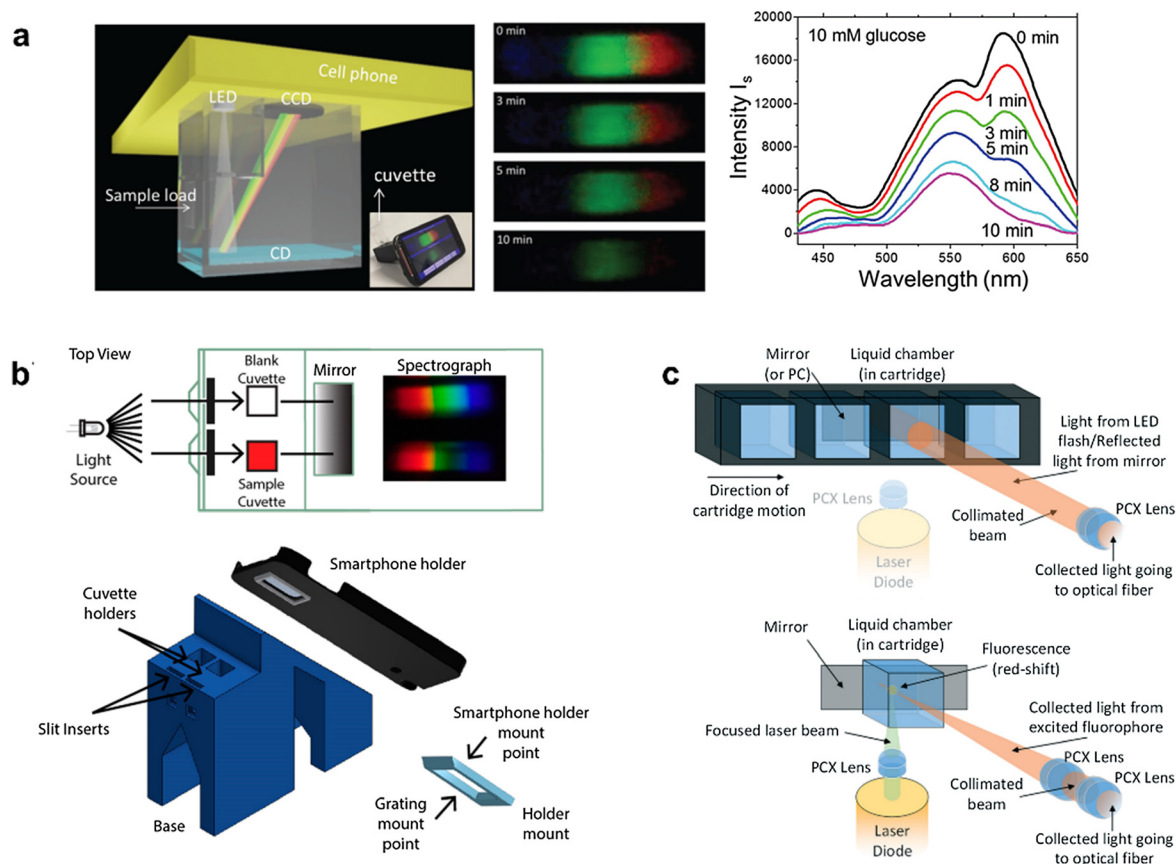 a
Cell phone
LED
CCD
Sample load
cuvette
CD
0 min
3 min
5 min
10 min
10 mM glucose
0 min
1 min
3 min
5 min
8 min
10 min
Intensity Is
20000
16000
12000
8000
4000
0
450
500
550
600
650
Wavelength (nm)
b
Top View
Light
Source
Blank
Cuvette
Sample
Cuvette
Mirror
Spectrograph
Smartphone holder
Cuvette
holders
Slit Inserts
Base
Smartphone holder
mount
point
Grating
mount
point
Holder
mount
c
Mirror
(or PC)
Liquid chamber
(in cartridge)
Light from LED
flash/Reflected
light from mirror
Direction of
cartridge motion
PCX Lens
PCX Lens
Collimated
beam
Laser
Diode
Collected light going
to optical fiber
Mirror
Liquid chamber
(in cartridge)
Fluorescence
(red-shift)
Focused laser beam
Collected light from
excited fluorophore
PCX Lens
PCX Lens
PCX Lens
Collimated
beam
Laser
Diode
Collected light going
to optical fiber